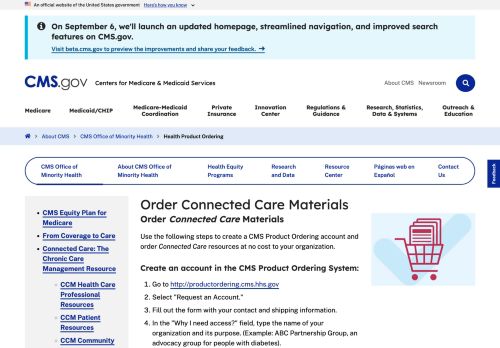 An official website of the United States government Here's how you know
On September 6, we'll launch an updated homepage, streamlined navigation, and improved search
features on CMS.gov.
Visit beta.cms.gov to preview the improvements and share your feedback.
CMS.gov Centers for Medicare & Medicaid Services
About CMS Newsroom
Medicare
Medicaid/CHIP
Medicare-Medicaid
Coordination
Private
Insurance
Innovation
Center
Regulations &
Guidance
Research, Statistics,
Data & Systems
Outreach &
Education
About CMS
CMS Office of Minority Health
Health Product Ordering
Feedback
CMS Office of
Minority Health
About CMS Office of
Minority Health
Health Equity
Programs
Research
and Data
Resource
Center
Páginas web en
Español
Contact
Us
CMS Equity Plan for
Medicare
From Coverage to Care
Connected Care: The
Chronic Care
Management Resource
CCM Health Care
Professional
Resources
CCM Patient
Resources
CCM Community
Order Connected Care Materials
Order Connected Care Materials
Use the following steps to create a CMS Product Ordering account and
order Connected Care resources at no cost to your organization.
Create an account in the CMS Product Ordering System:
1. Go to http://productordering.cms.hhs.gov
2. Select "Request an Account."
3. Fill out the form with your contact and shipping information.
4. In the "Why I need access?" field, type the name of your
organization and its purpose. (Example: ABC Partnership Group, an
advocacy group for people with diabetes).